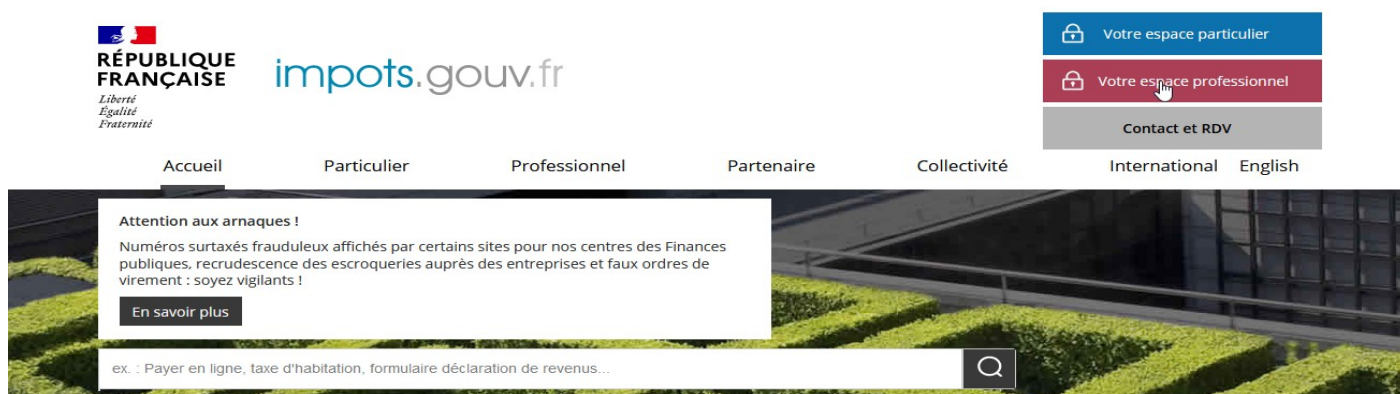 RÉPUBLIQUE
FRANÇAISE
Liberté
Égalité
Fraternité
impots.gouv.fr
Votre espace particulier
Votre espace professionnel
Contact et RDV
Accueil Particulier Professionnel Partenaire Collectivité International English
Attention aux arnaques !
Numéros surtaxés frauduleux affichés par certains sites pour nos centres des Finances
publiques, recrudescence des escroqueries auprès des entreprises et faux ordres de
virement : soyez vigilants !
En savoir plus
ex. : Payer en ligne, taxe d'habitation, formulaire déclaration de revenus...